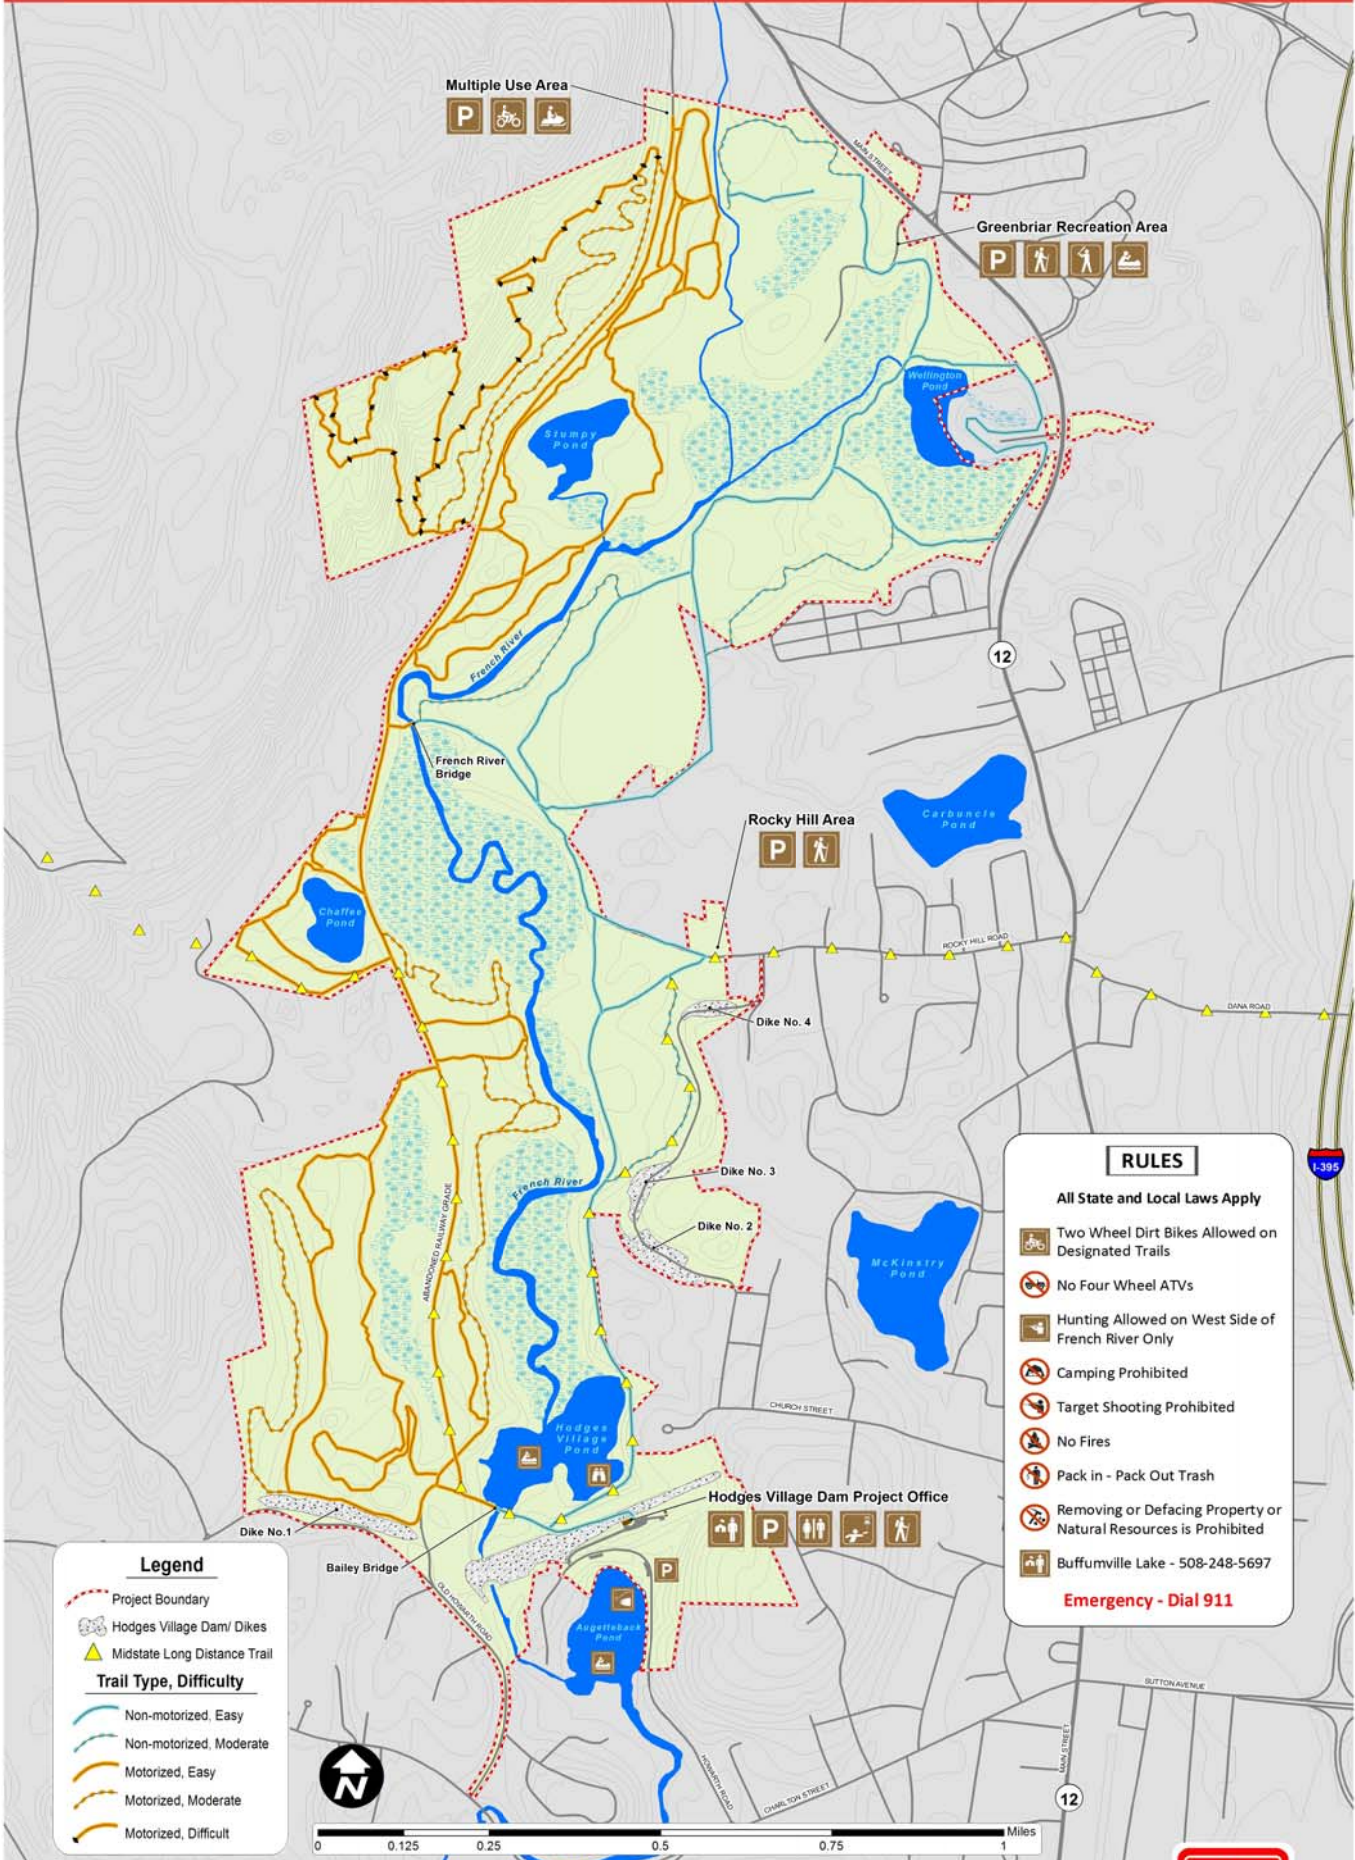 Multiple Use Area
P
MAIN STREET
Greenbriar Recreation Area
P
Wellington
Pond
Stumpy
Pond
French River
12
French River
Bridge
Carbuncle
Pond
Rocky Hill Area
P
Chaffee
Pond
ROCKY HILL ROAD
DANA ROAD
Dike No. 4
RULES
All State and Local Laws Apply
Two Wheel Dirt Bikes Allowed on
Designated Trails
No Four Wheel ATVs
Hunting Allowed on West Side of
French River Only
Camping Prohibited
Target Shooting Prohibited
No Fires
Pack in - Pack Out Trash
Removing or Defacing Property or
Natural Resources is Prohibited
Buffumville Lake - 508-248-5697
Emergency - Dial 911
I-395
Dike No. 3
French River
Dike No. 2
ABANDONED RAILWAY GRADE
McKinstry
Pond
CHURCH STREET
Hodges
Village
Pond
Hodges Village Dam Project Office
P
Dike No.1
Bailey Bridge
P
OLD HOWARTH ROAD
Augutteback
Pond
Legend
Project Boundary
Hodges Village Dam/ Dikes
Midstate Long Distance Trail
Trail Type, Difficulty
Non-motorized, Easy
Non-motorized, Moderate
Motorized, Easy
Motorized, Moderate
Motorized, Difficult
SUTTON AVENUE
MAIN STREET
HOWARTH ROAD
CHARLTON STREET
12
N
Miles
0 0.125 0.25 0.5 0.75 1